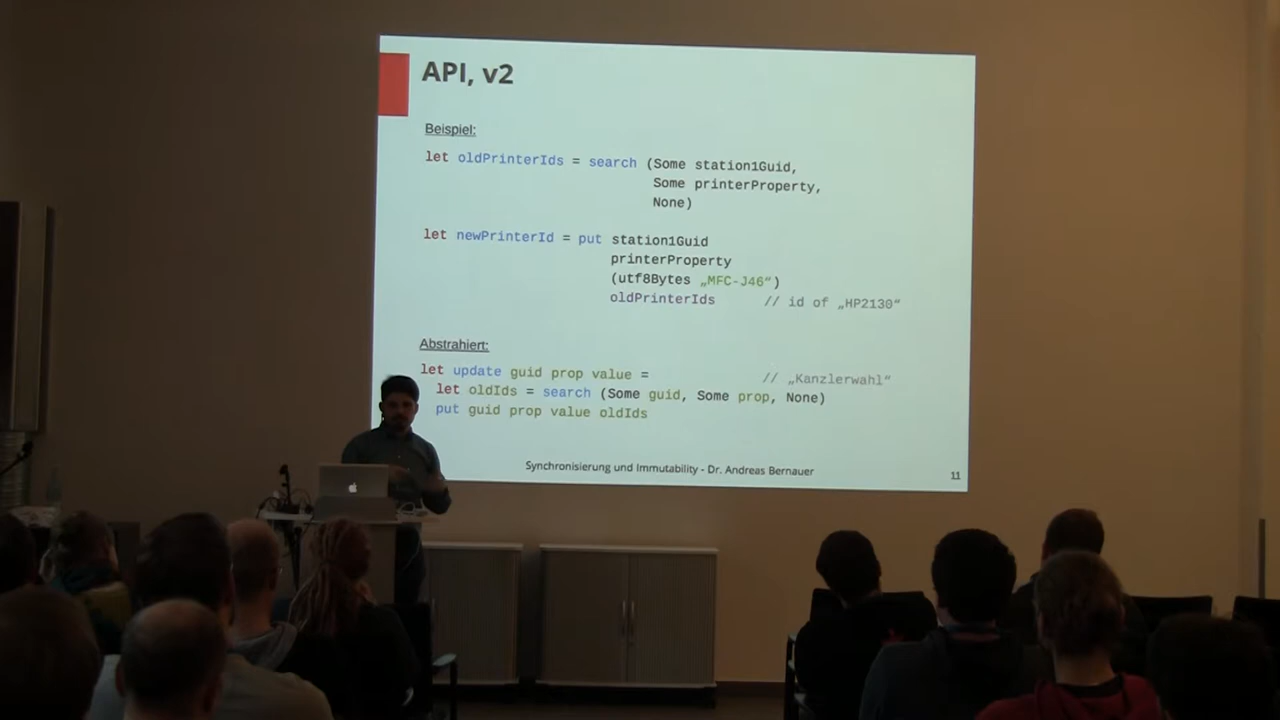 API, v2
Beispiel:
let oldPrinterIds = search (Some station1Guid,
Some printerProperty,
None)
let newPrinterId = put station1Guid
printerProperty
(utf8Bytes „MFC-J46“)
oldPrinterIds // id of „HP2130“
Abstrahiert:
let update guid prop value = // „Kanzlerwahl“
let oldIds = search (Some guid, Some prop, None)
put guid prop value oldIds
Synchronisierung und Immutability - Dr. Andreas Bernauer
11